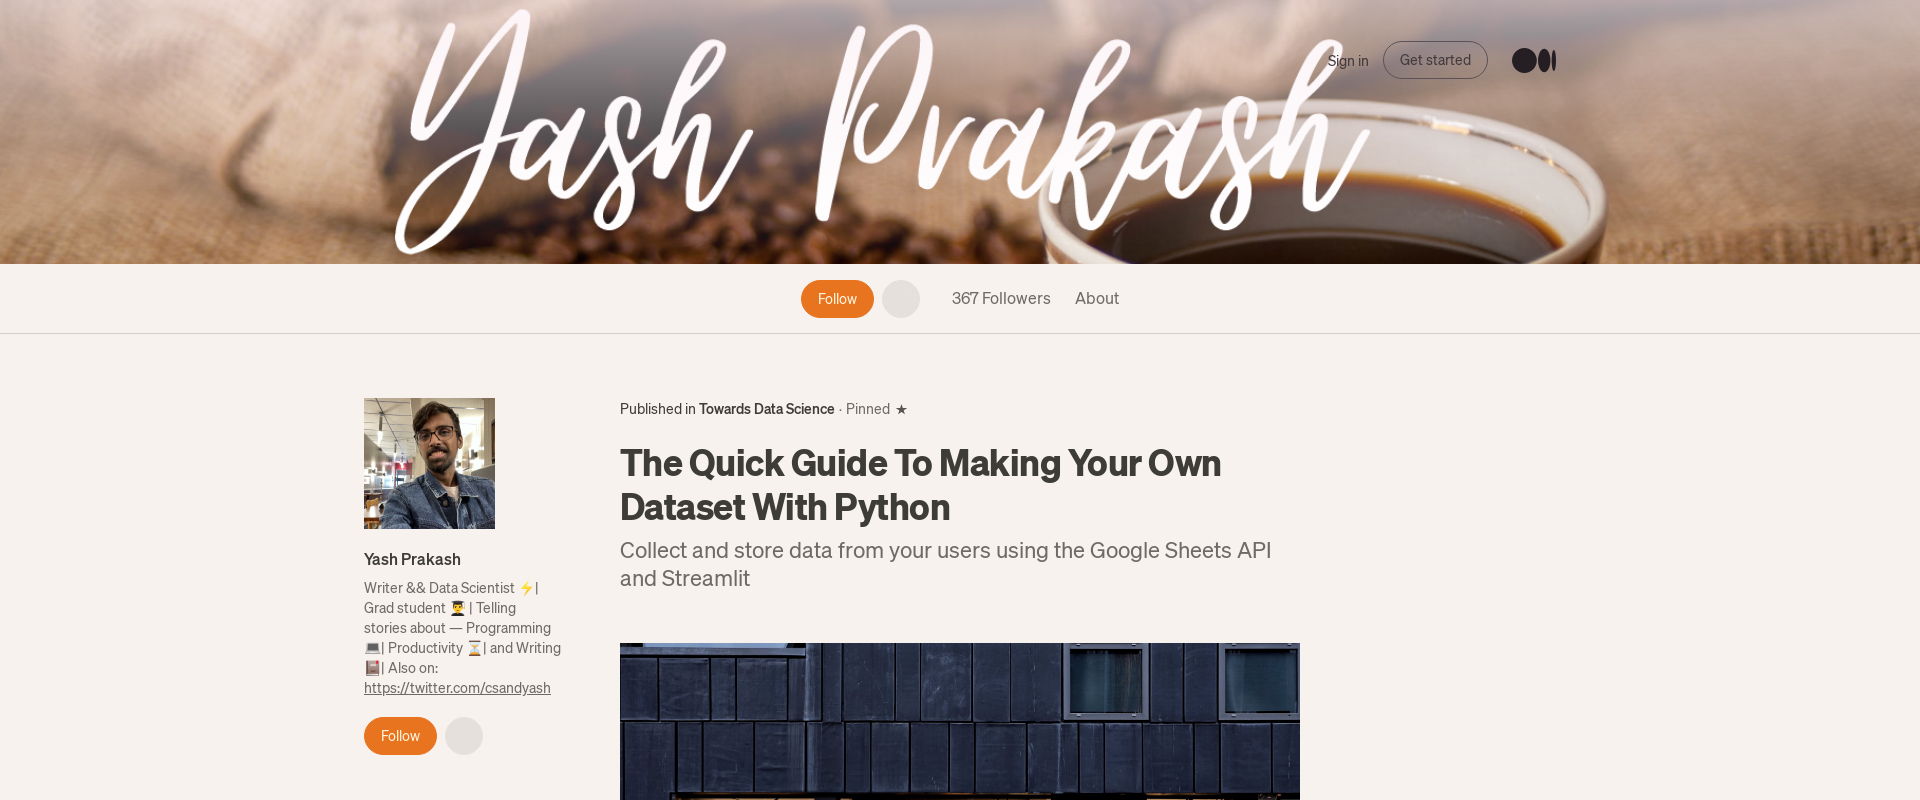 Yash Prakash
Sign in
Get started
Follow
367 Followers
About
Published in Towards Data Science · Pinned ★
The Quick Guide To Making Your Own
Dataset With Python
Collect and store data from your users using the Google Sheets API
and Streamlit
Yash Prakash
Writer && Data Scientist ⚡|
Grad student 👨‍🎓 | Telling
stories about — Programming
💻| Productivity ⌛| and Writing
📔| Also on:
https://twitter.com/csandyash
Follow